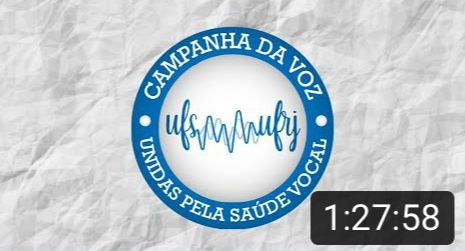 CAMPANHA DA VOZ
ufs ufrj
UNIDAS PELA SAÚDE VOCAL
1:27:58